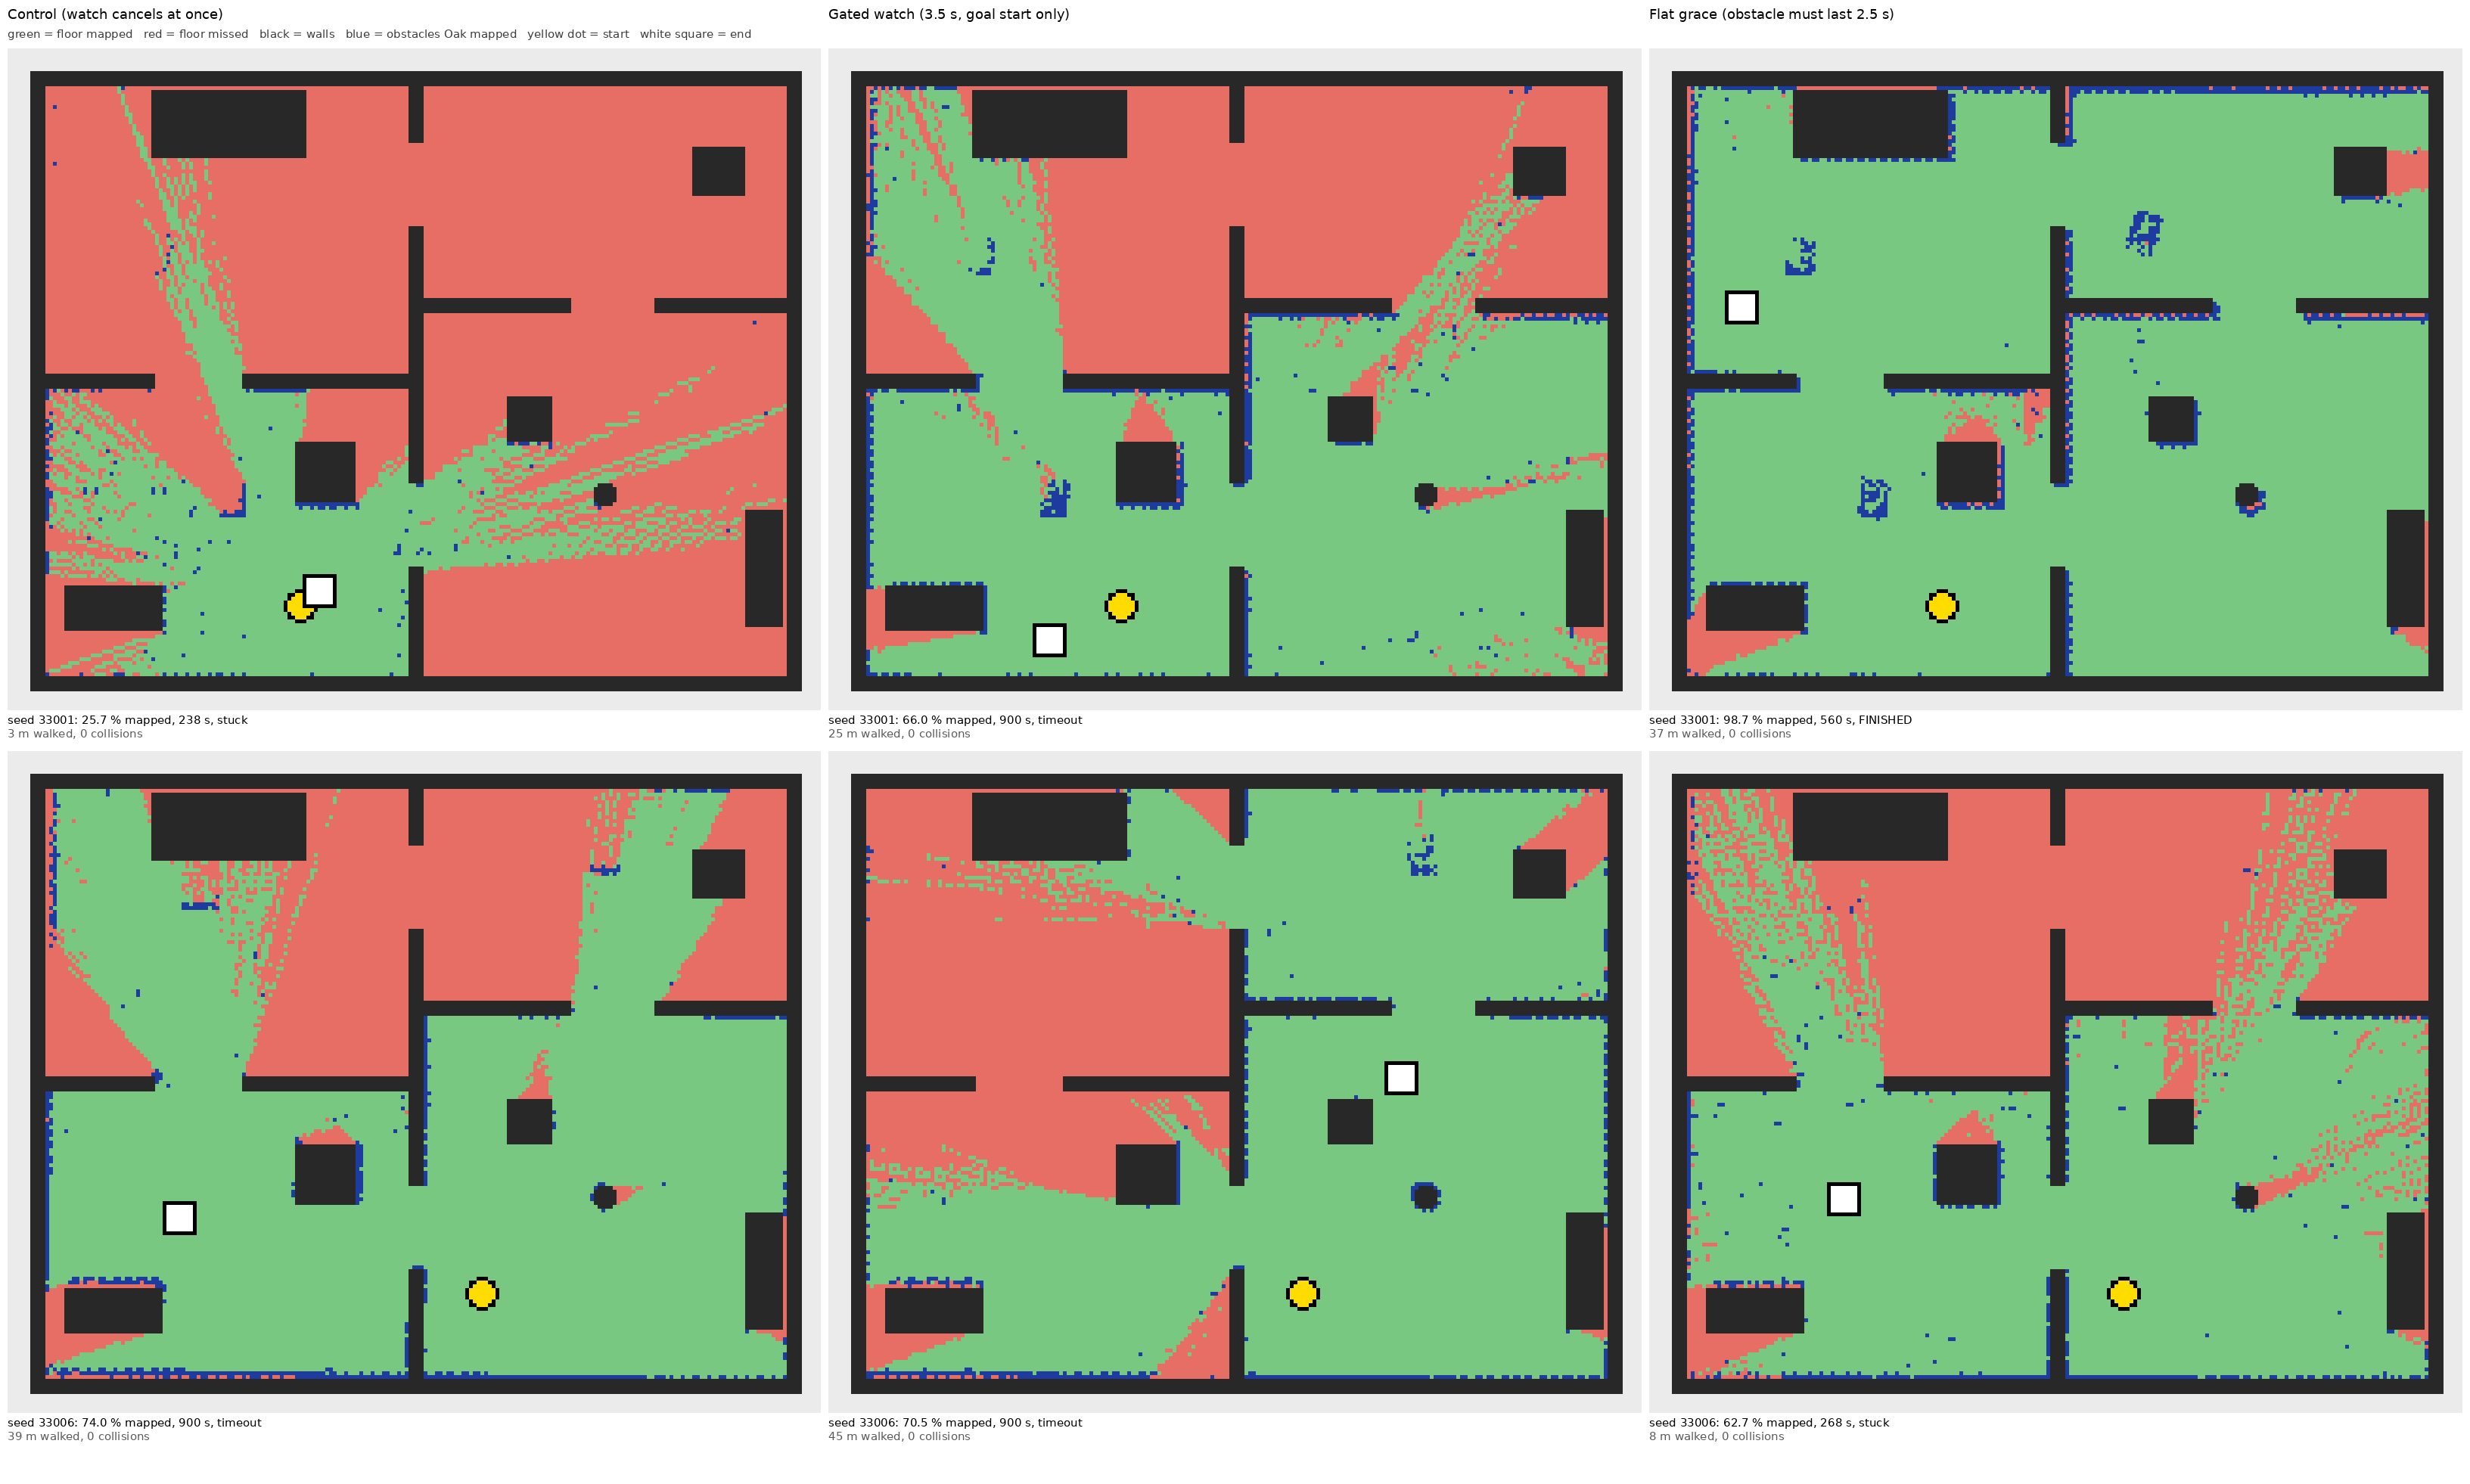 Control (watch cancels at once)
Gated watch (3.5 s, goal start only)
Flat grace (obstacle must last 2.5 s)
green = floor mapped   red = floor missed   black = walls   blue = obstacles Oak mapped   yellow dot = start   white square = end
seed 33001: 25.7 % mapped, 238 s, stuck
3 m walked, 0 collisions
seed 33001: 66.0 % mapped, 900 s, timeout
25 m walked, 0 collisions
seed 33001: 98.7 % mapped, 560 s, FINISHED
37 m walked, 0 collisions
seed 33006: 74.0 % mapped, 900 s, timeout
39 m walked, 0 collisions
seed 33006: 70.5 % mapped, 900 s, timeout
45 m walked, 0 collisions
seed 33006: 62.7 % mapped, 268 s, stuck
8 m walked, 0 collisions